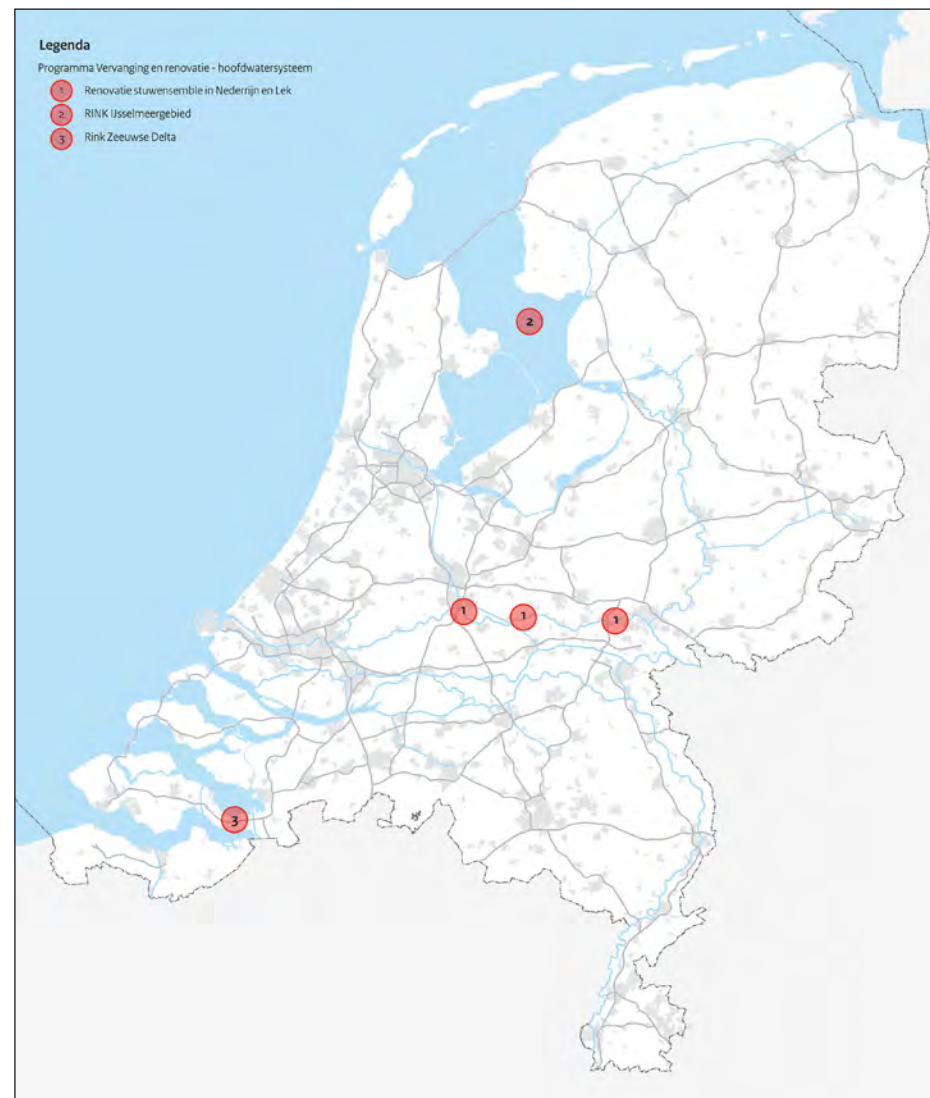 Legenda
Programma Vervanging en renovatie - hoofdwatersysteem
1 Renovatie stuwensemble in Nederrijn en Lek
2 RINK IJsselmeergebied
3 Rink Zeeuwse Delta
2
1 1 1
3